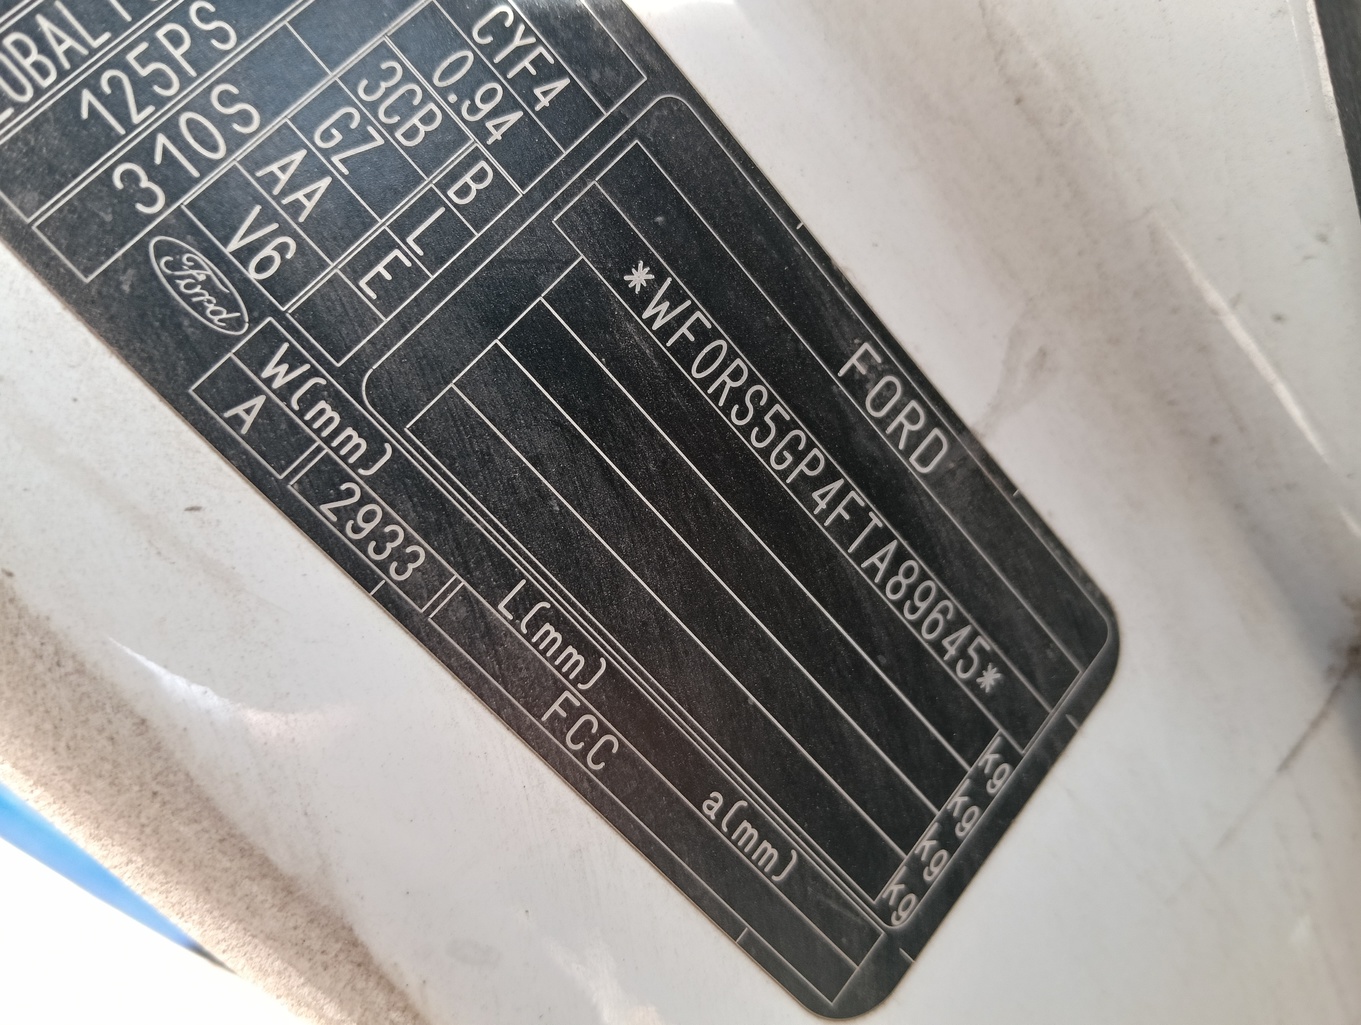 FORD
*WF0RS5GP4FTA89645*
kg
kg
kg
kg
CYF4
0.94
3CB B
GZ L
AA E
V6
125PS
310S
Ford
W(mm) L(mm) a(mm)
A 2933 FCC